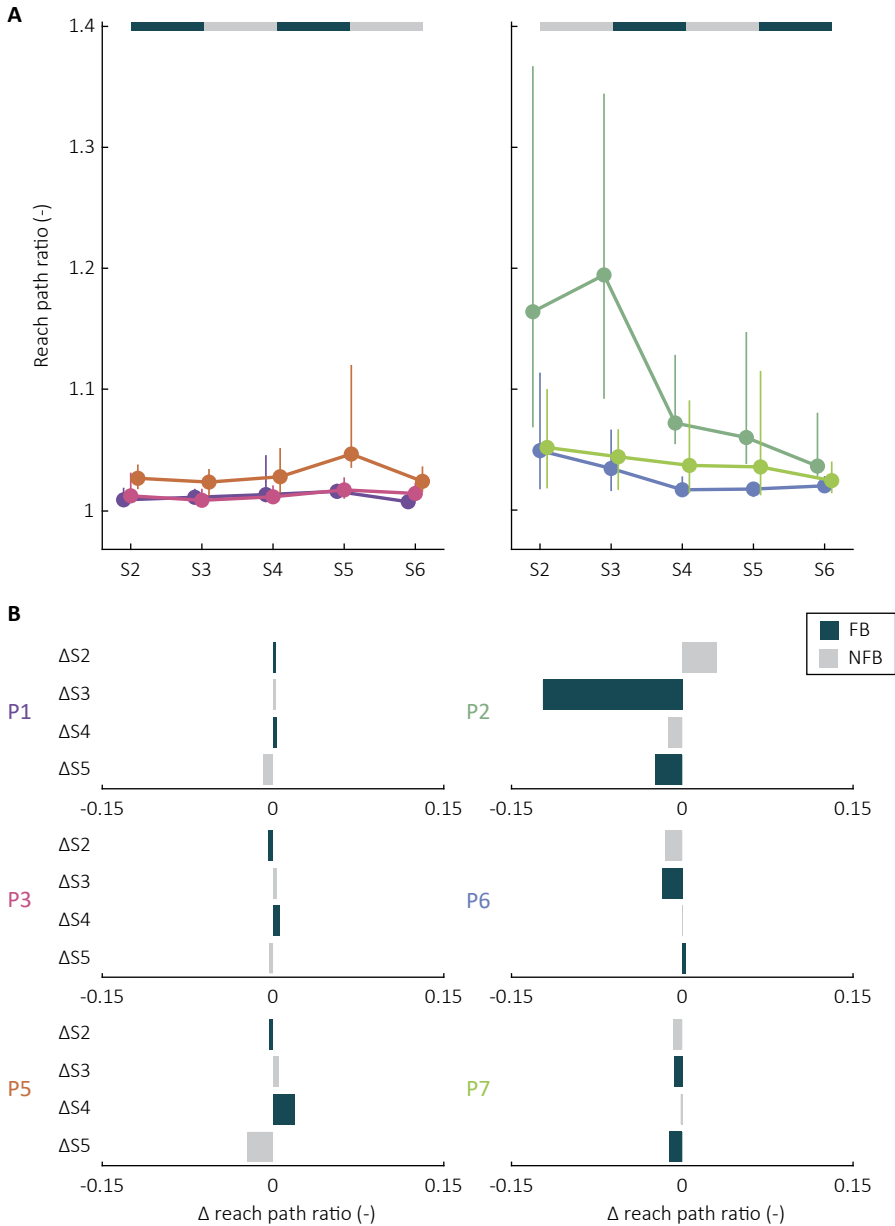 A
1.4
1.3
1.2
1.1
1
Reach path ratio (-)
S2 S3 S4 S5 S6
S2 S3 S4 S5 S6
B
FB
NFB
P1
ΔS2
ΔS3
ΔS4
ΔS5
-0.15 0 0.15
P2
-0.15 0 0.15
P3
ΔS2
ΔS3
ΔS4
ΔS5
-0.15 0 0.15
P6
-0.15 0 0.15
P5
ΔS2
ΔS3
ΔS4
ΔS5
-0.15 0 0.15
Δ reach path ratio (-)
P7
-0.15 0 0.15
Δ reach path ratio (-)